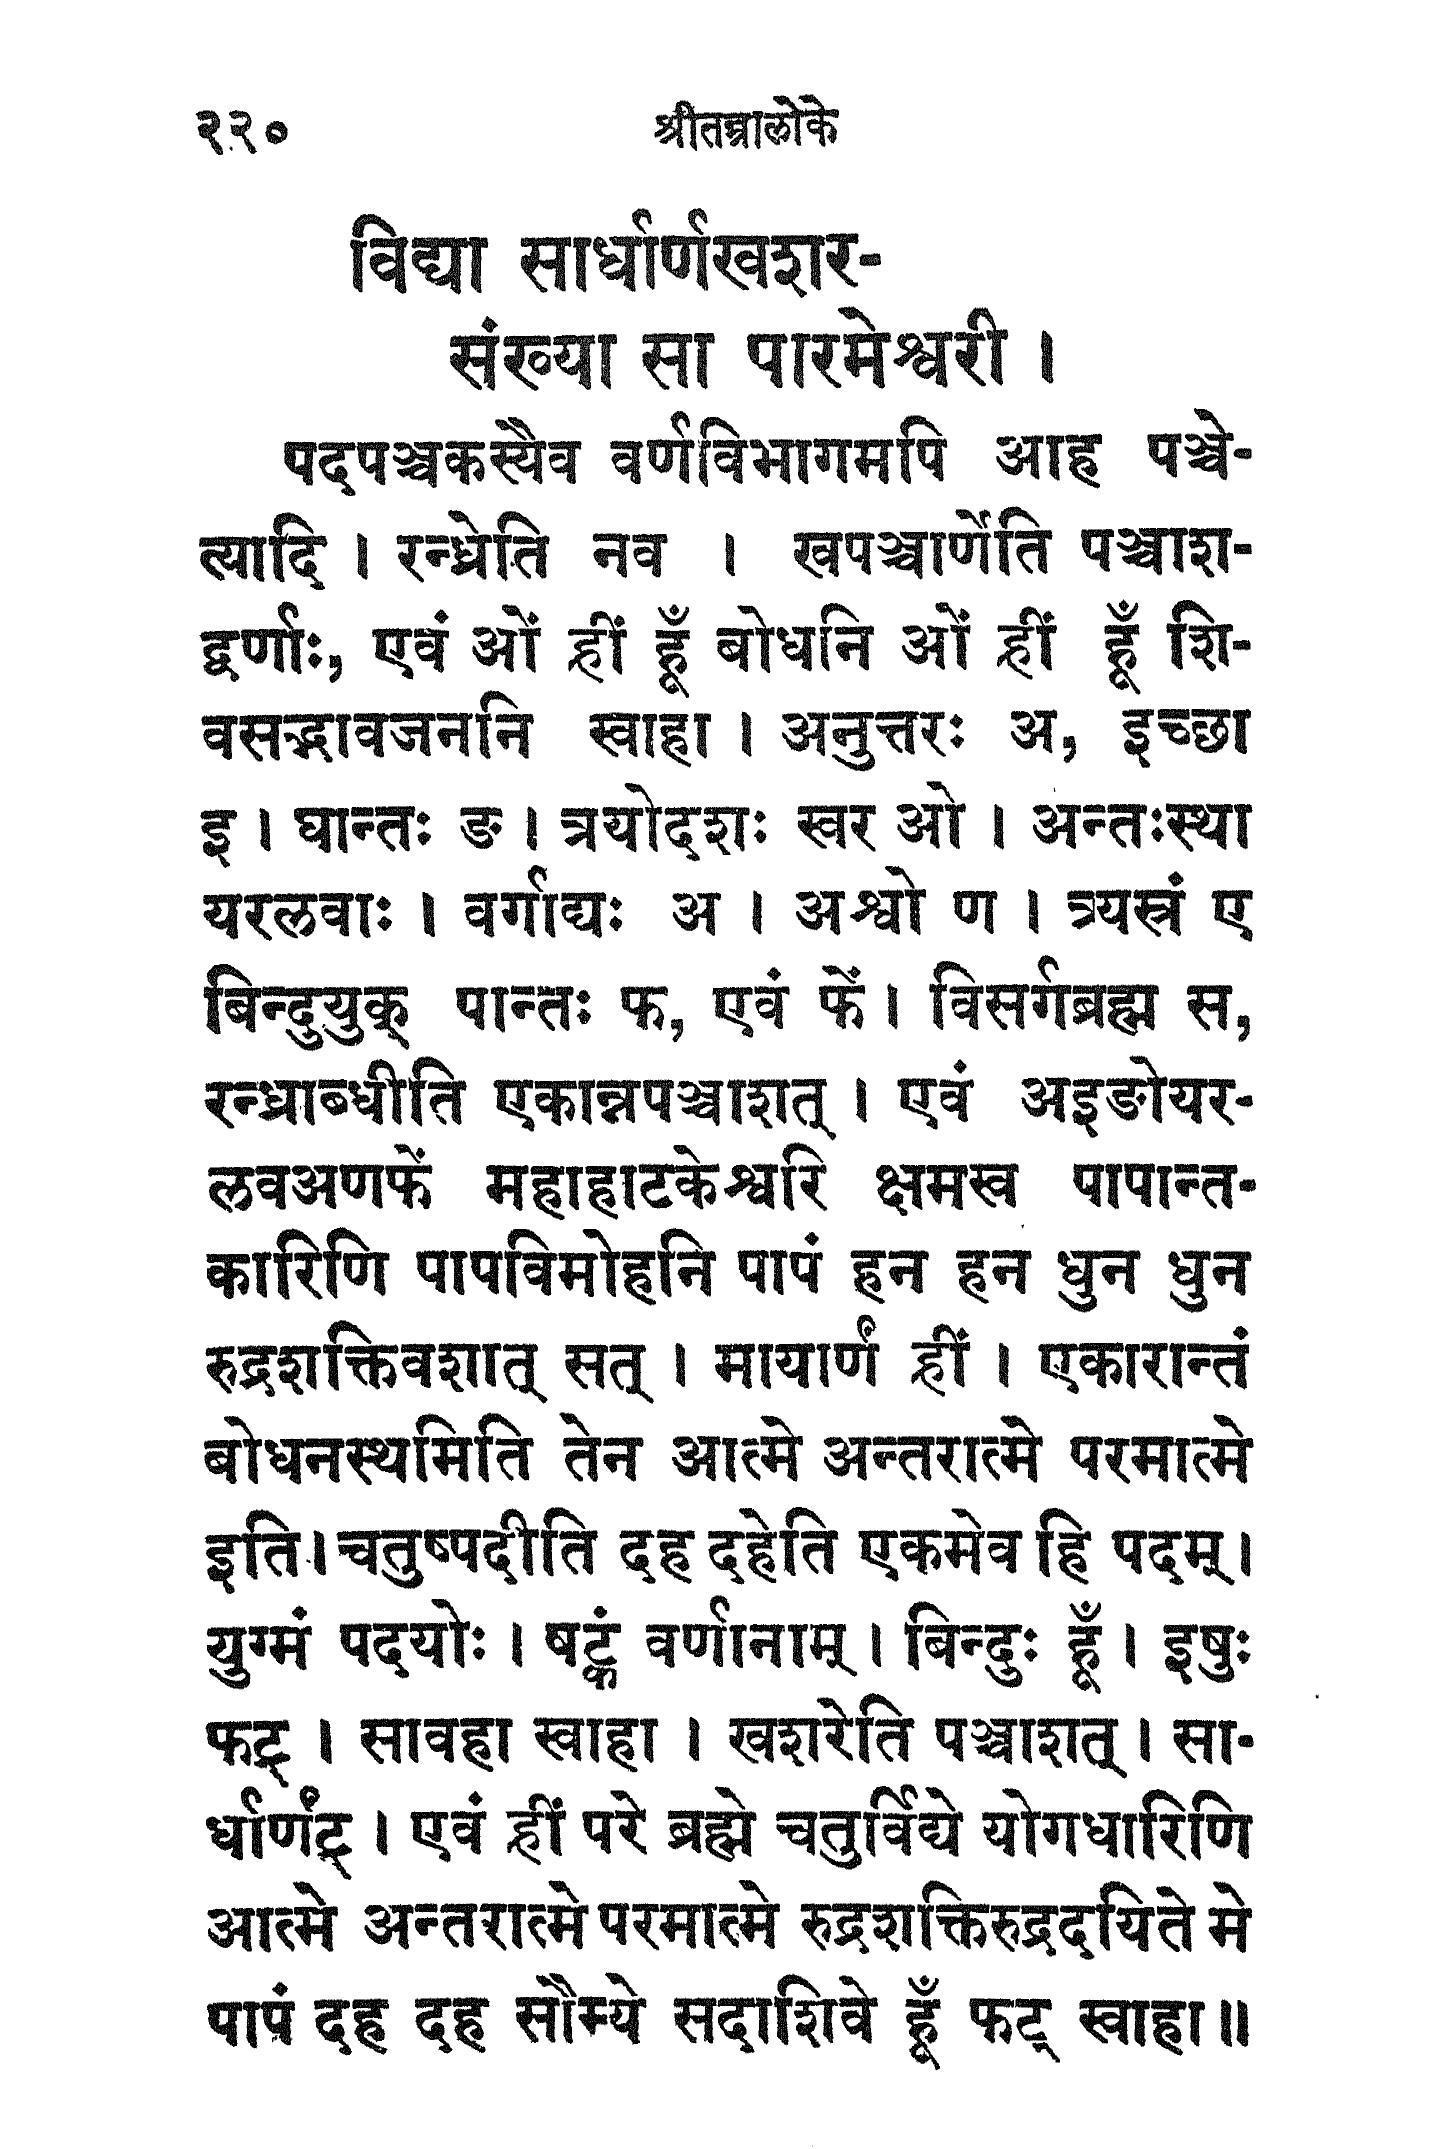 २२०
श्रीतन्त्रालोके
विद्या सार्धार्णखशर-
संख्या सा पारमेश्वरी ।
पदपञ्चकस्यैव वर्णविभागमपि आह पञ्चे-
त्यादि । रन्ध्रेति नव । खपञ्चार्णेति पञ्चाश-
द्वर्णाः, एवं ओं ह्रीं हूँ बोधनि ओं ह्रीं हूँ शि-
वसद्भावजननि स्वाहा । अनुत्तरः अ, इच्छा
इ । घान्तः ङ । त्रयोदशः स्वर ओ । अन्तःस्था
यरलवाः । वर्गाद्यः अ । अश्वो ण । त्र्यस्रं ए
बिन्दुयुक् पान्तः फ, एवं फें । विसर्गब्रह्म स,
रन्ध्राब्धीति एकान्नपञ्चाशत् । एवं अइङोयर-
लवअणफें महाहाटकेश्वरि क्षमस्व पापान्त-
कारिणि पापविमोहनि पापं हन हन धुन धुन
रुद्रशक्तिवशात् सत् । मायार्णं ह्रीं । एकारान्तं
बोधनस्थमिति तेन आत्मे अन्तरात्मे परमात्मे
इति । चतुष्पदीति दह दहेति एकमेव हि पदम् ।
युग्मं पदयोः । षट्कं वर्णानाम् । बिन्दुः हूँ । इषुः
फट् । सावहा स्वाहा । खशरेति पञ्चाशत् । सा-
र्धार्णंट् । एवं ह्रीं परे ब्रह्मे चतुर्विद्ये योगधारिणि
आत्मे अन्तरात्मे परमात्मे रुद्रशक्तिरुद्रदयिते मे
पापं दह दह सौम्ये सदाशिवे हूँ फट् स्वाहा ॥